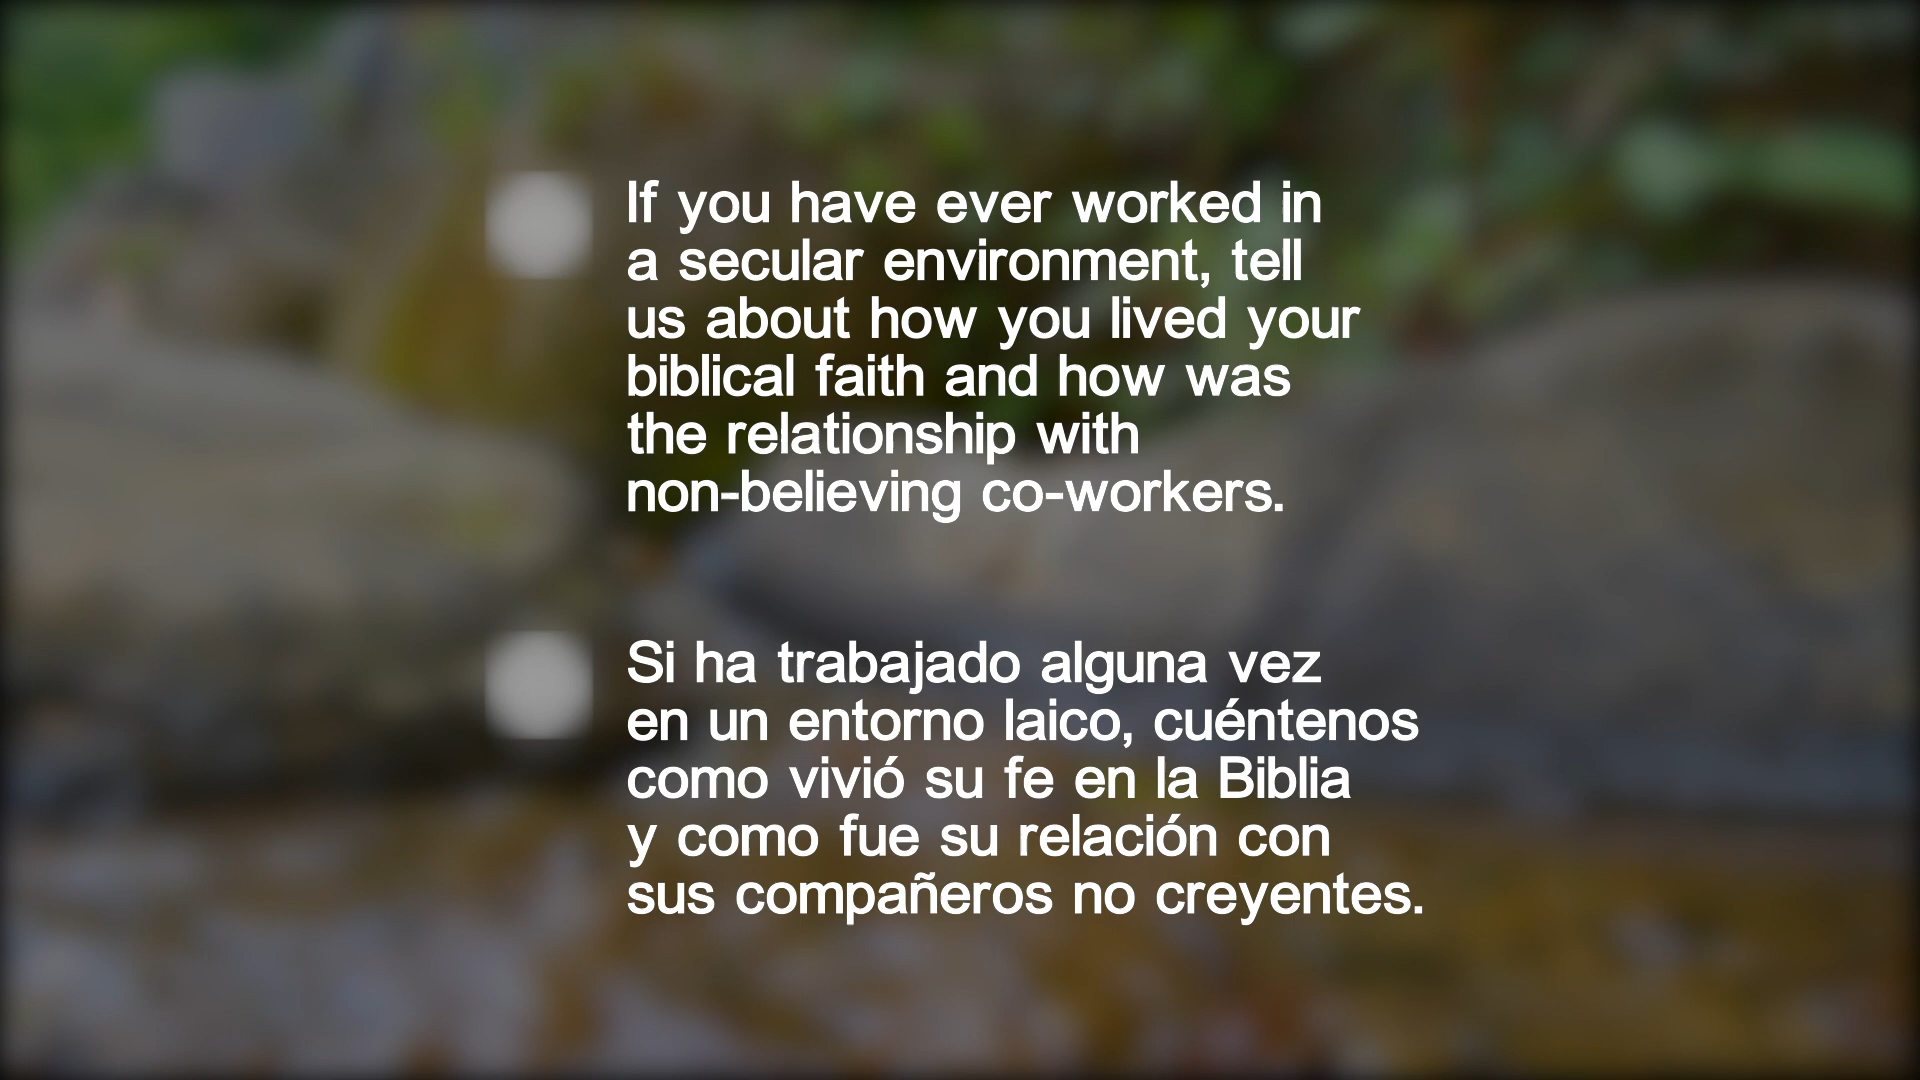 If you have ever worked in
a secular environment, tell
us about how you lived your
biblical faith and how was
the relationship with
non-believing co-workers.
Si ha trabajado alguna vez
en un entorno laico, cuéntenos
como vivió su fe en la Biblia
y como fue su relación con
sus compañeros no creyentes.